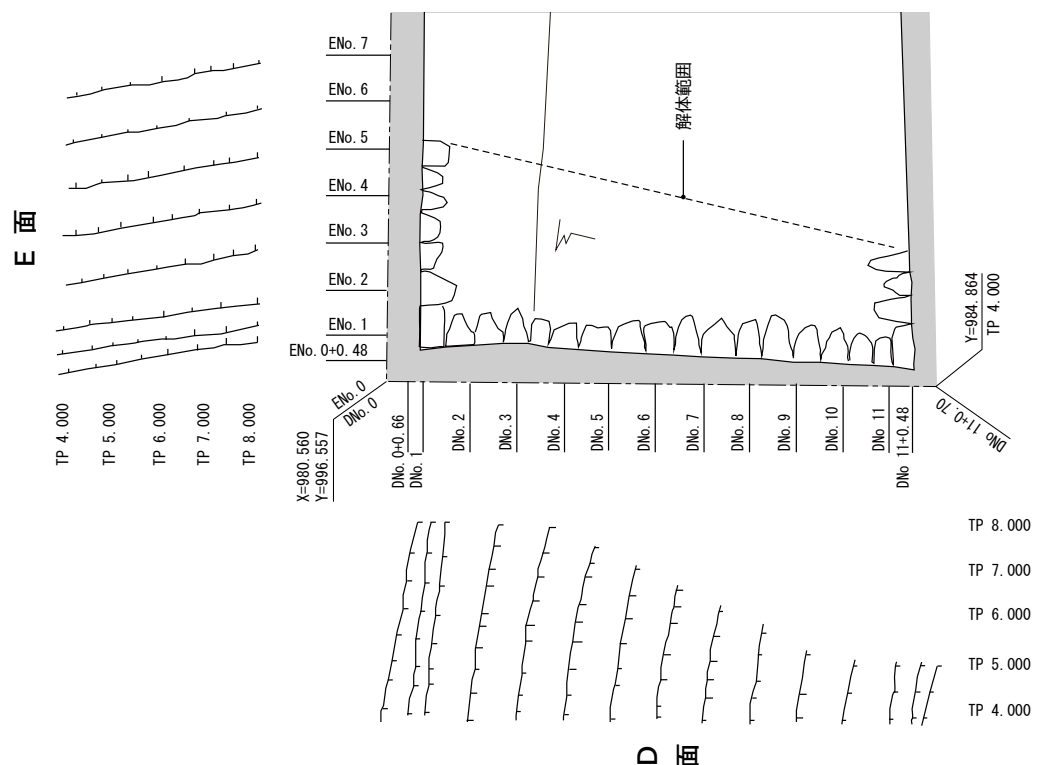 E 面
TP 4.000
TP 5.000
TP 6.000
TP 7.000
TP 8.000
ENo. 7
ENo. 6
ENo. 5
ENo. 4
ENo. 3
ENo. 2
ENo. 1
ENo. 0+0.48
ENo. 0
DNo. 0
X=980.560
Y=996.557
解体範囲
Y=984.864
TP 4.000
DNo. 0+0.66
DNo. 1
DNo. 2
DNo. 3
DNo. 4
DNo. 5
DNo. 6
DNo. 7
DNo. 8
DNo. 9
DNo. 10
DNo 11
DNo 11+0.48
DNo 11+0.70
TP 8.000
TP 7.000
TP 6.000
TP 5.000
TP 4.000
D 面